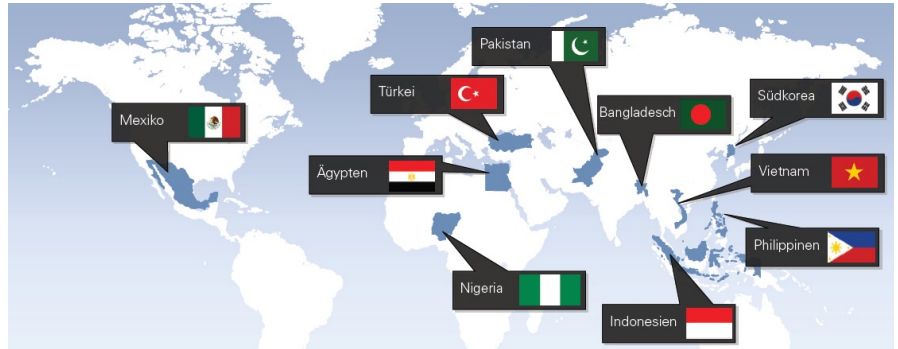 Pakistan
Türkei
Südkorea
Bangladesch
Mexiko
Ägypten
Vietnam
Philippinen
Nigeria
Indonesien